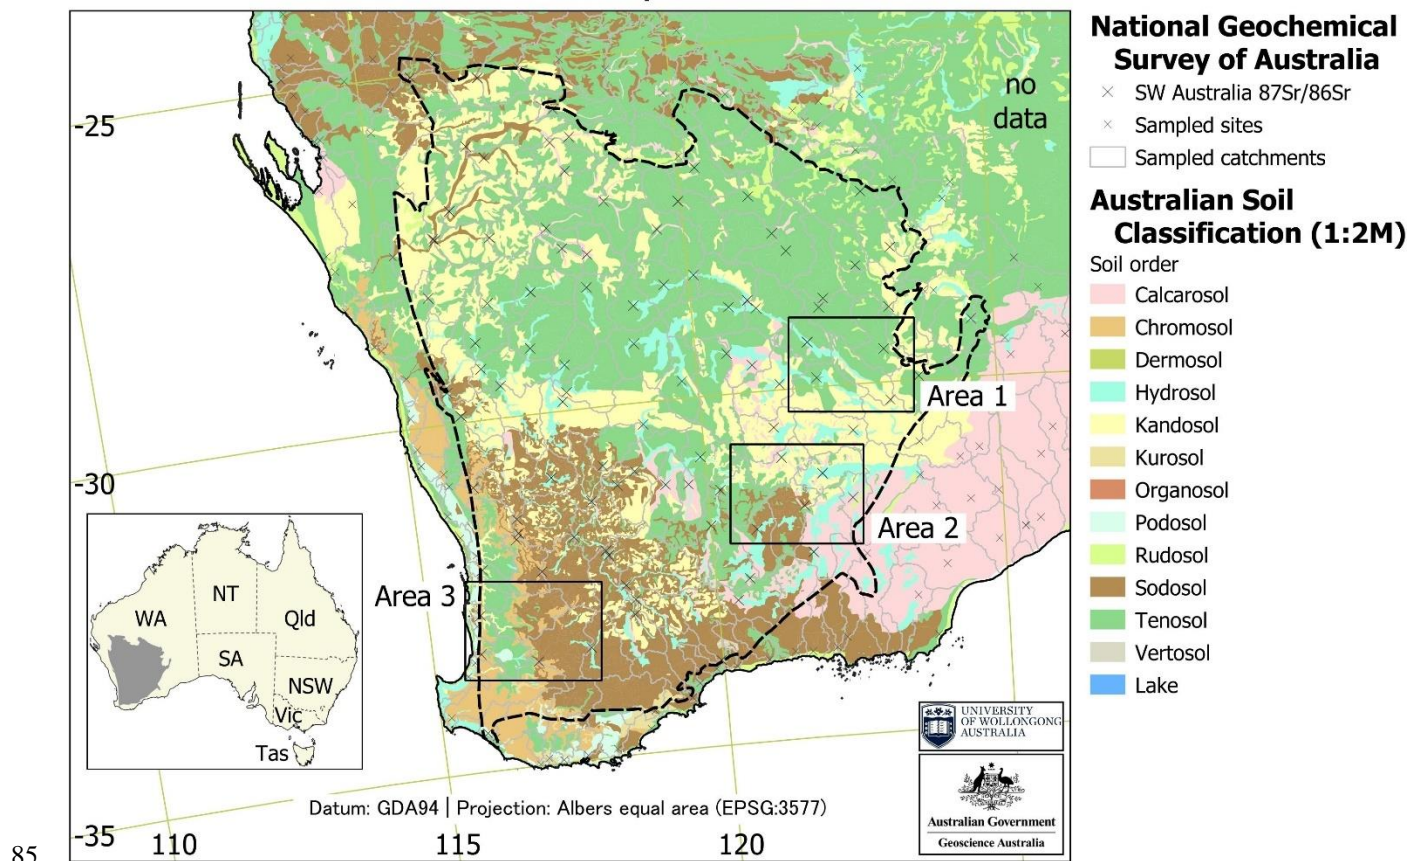 National Geochemical
Survey of Australia
SW Australia 87Sr/86Sr
Sampled sites
Sampled catchments
Australian Soil
Classification (1:2M)
Soil order
Calcarosol
Chromosol
Dermosol
Hydrosol
Kandosol
Kurosol
Organosol
Podosol
Rudosol
Sodosol
Tenosol
Vertosol
Lake
no
data
-25
-30
-35
110
115
120
Area 1
Area 2
Area 3
WA
NT
Qld
SA
NSW
Vic
Tas
Datum: GDA94 | Projection: Albers equal area (EPSG:3577)
UNIVERSITY
OF WOLLONGONG
AUSTRALIA
Australian Government
Geoscience Australia
85